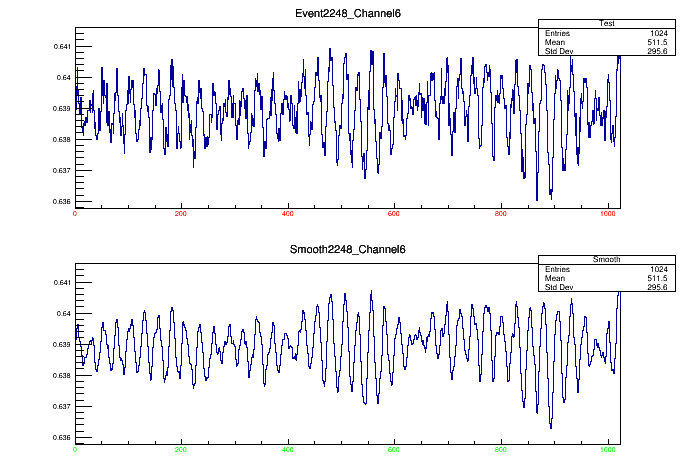 Event2248_Channel6
Test
Entries 1024
Mean 511.5
Std Dev 295.6
0.641
0.64
0.639
0.638
0.637
0.636
0 200 400 600 800 1000
Smooth2248_Channel6
Smooth
Entries 1024
Mean 511.5
Std Dev 295.6
0.641
0.64
0.639
0.638
0.637
0.636
0 200 400 600 800 1000